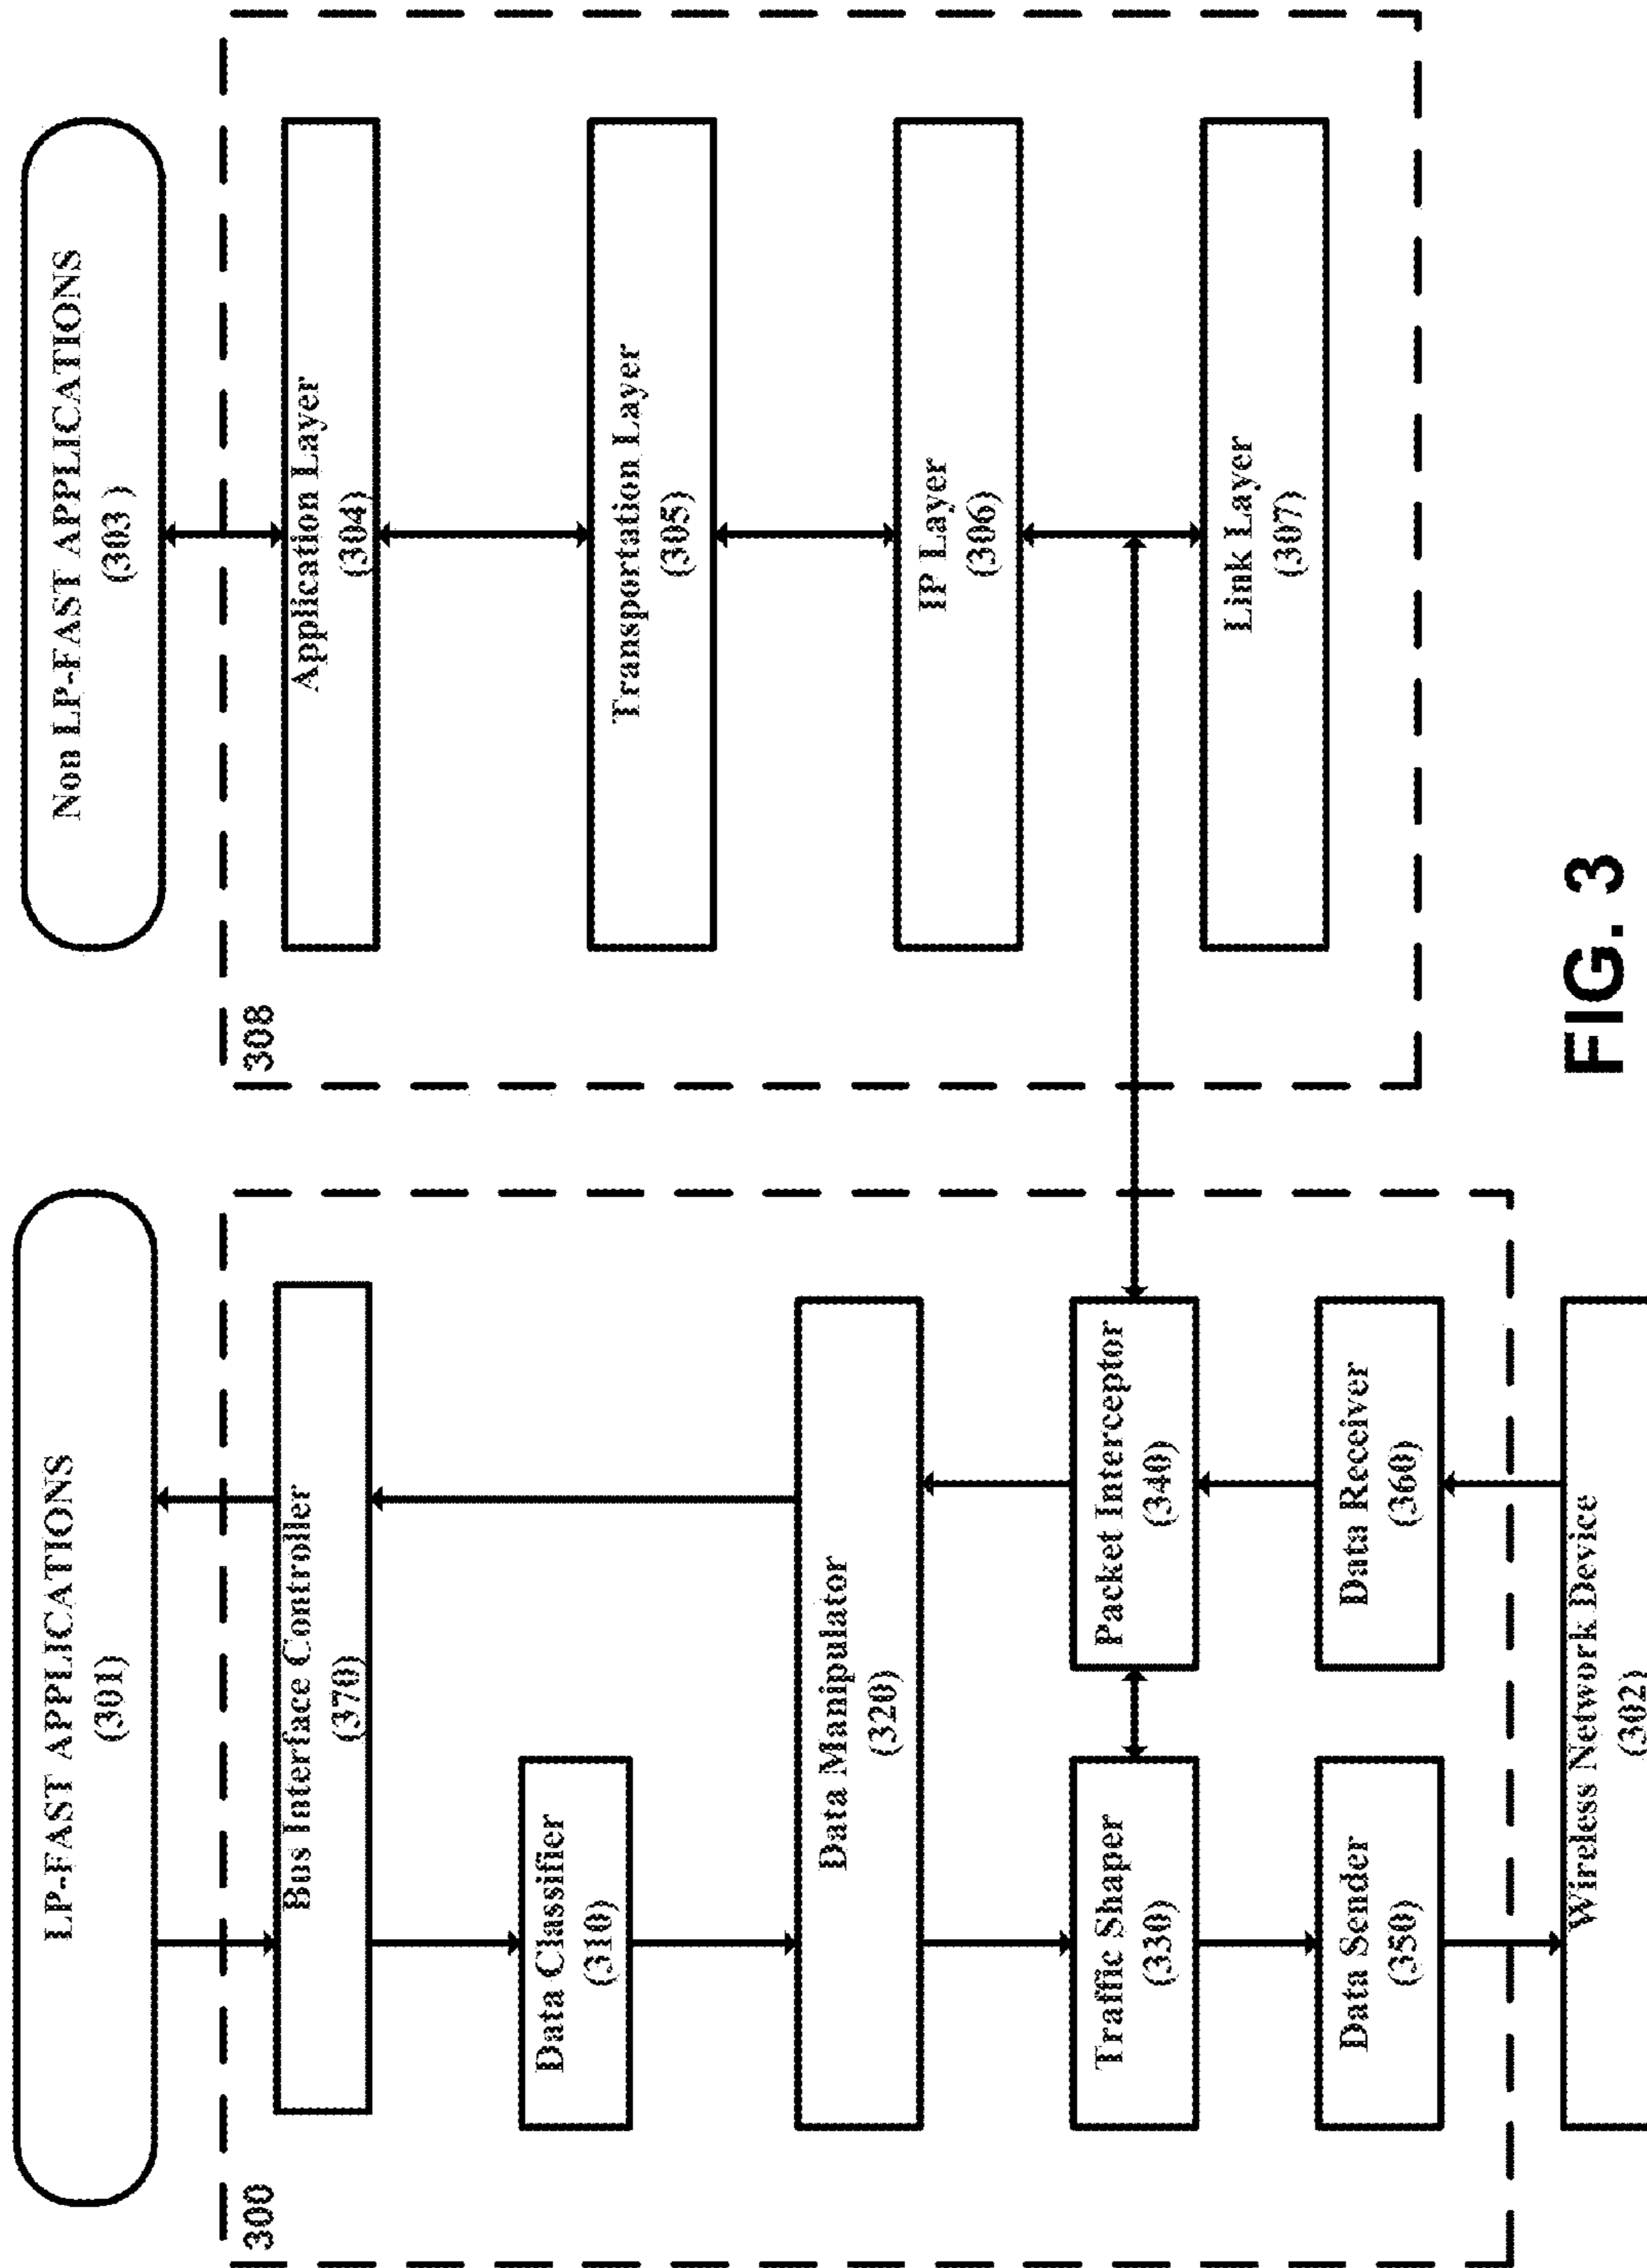 LP-FAST APPLICATIONS
(301)
300
Bus Interface Controller
(370)
Data Classifier
(310)
Data Manipulator
(320)
Traffic Shaper
(330)
Packet Interceptor
(340)
Data Sender
(350)
Data Receiver
(360)
Wireless Network Device
(302)
Non LP-FAST APPLICATIONS
(303 )
308
Application Layer
(304)
Transportation Layer
(305)
IP Layer
(306)
Link Layer
(307)
FIG. 3